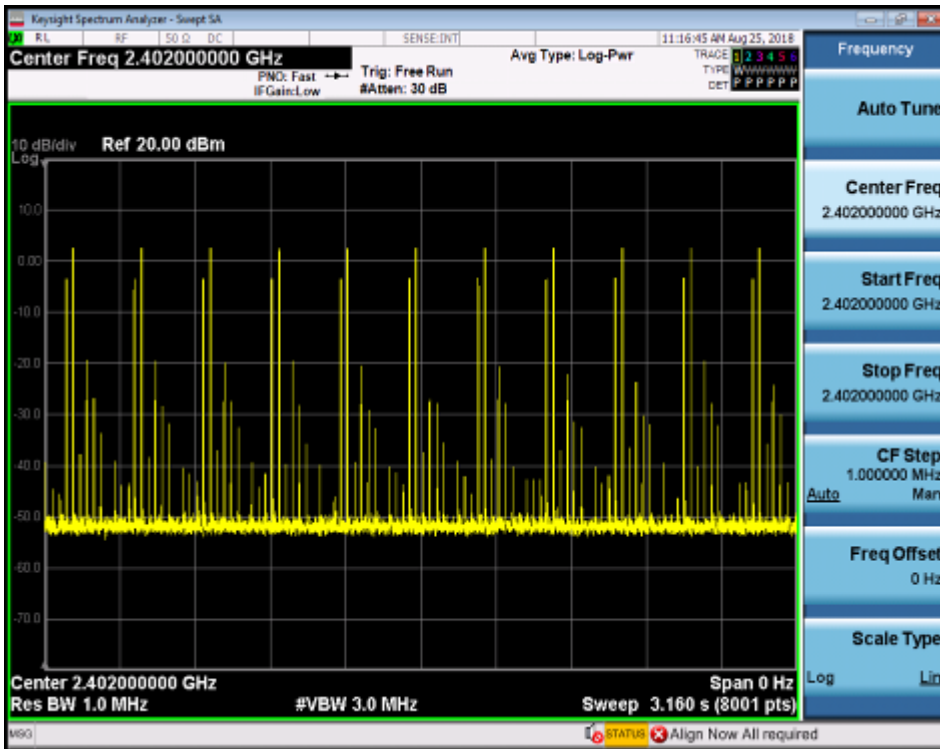 Keysight Spectrum Analyzer - Swept SA
RL RF 50 Ω DC SENSE:INT 11:16:45 AM Aug 25, 2018
Center Freq 2.402000000 GHz Avg Type: Log-Pwr TRACE 1 2 3 4 5 6
PNO: Fast Trig: Free Run TYPE WWWWWW
IFGain:Low #Atten: 30 dB DET P P P P P P
10 dB/div Ref 20.00 dBm
Log
10.0
0.00
-10.0
-20.0
-30.0
-40.0
-50.0
-60.0
-70.0
Center 2.402000000 GHz Span 0 Hz
Res BW 1.0 MHz #VBW 3.0 MHz Sweep 3.160 s (8001 pts)
MSG STATUS Align Now All required
Frequency
Auto Tune
Center Freq
2.402000000 GHz
Start Freq
2.402000000 GHz
Stop Freq
2.402000000 GHz
CF Step
1.000000 MHz
Auto Man
Freq Offset
0 Hz
Scale Type
Log Lin